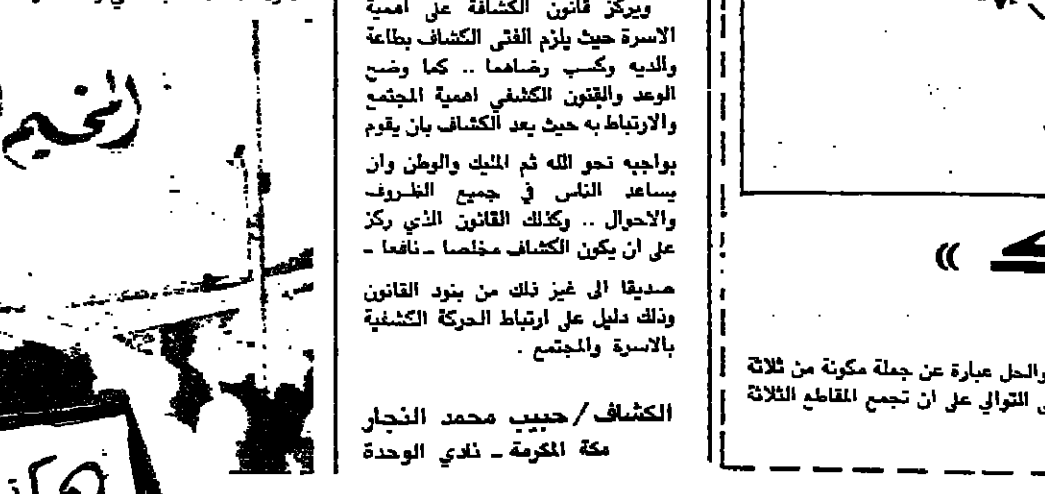 ويركز قانون الكشافة على اهمية
الاسرة حيث يلزم الفتى الكشاف بطاعة
والديه وكسب رضاهما .. كما وضح
الوعد والقنون الكشفي اهمية المجتمع
والارتباط به حيث يعد الكشاف بان يقوم
بواجبه نحو الله ثم المليك والوطن وان
يساعد الناس في جميع الظروف
والاحوال .. وكذلك القانون الذي ركز
على ان يكون الكشاف مخلصا ـ نافعا ـ
صديقا الى غيز ذلك من بنود القانون
وذلك دليل على ارتباط الحركة الكشفية
بالاسرة والمجتمع .
الكشاف / حبيب محمد النجار
مكة المكرمة ـ نادي الوحدة
والحل عبارة عن جملة مكونة من ثلاثة
التوالي على ان تجمع المقاطع الثلاثة
المخيم